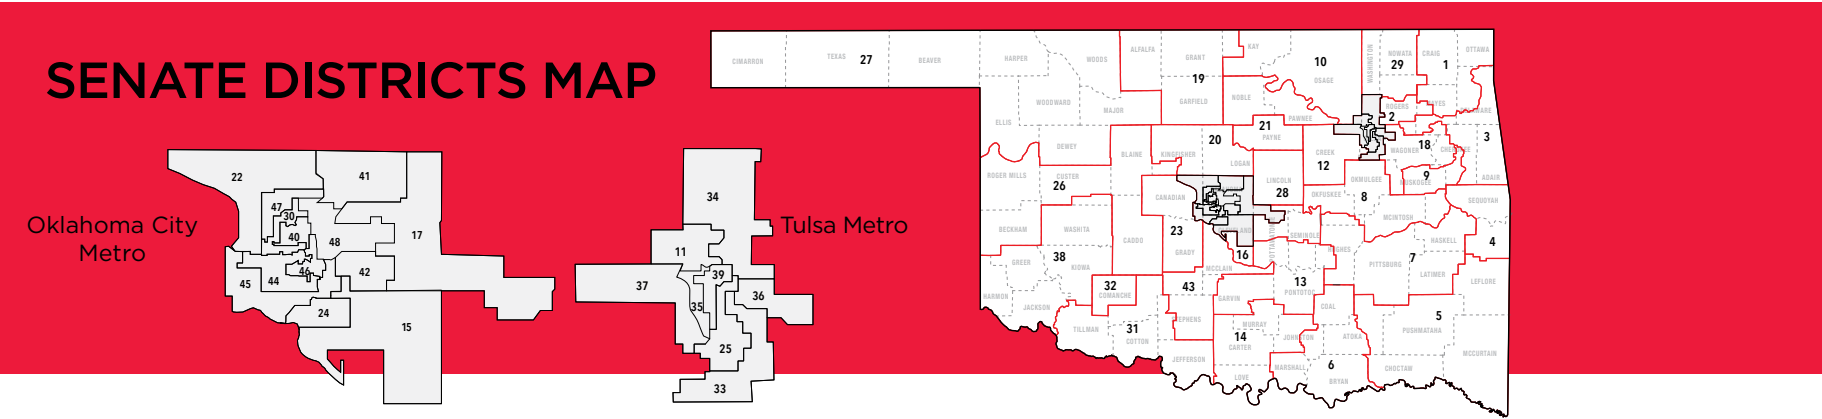 SENATE DISTRICTS MAP
Oklahoma City
Metro
22
41
47
30
40
48
17
45
44
46
42
24
15
Tulsa Metro
34
11
39
37
35
36
25
33
CIMARRON
TEXAS
27
BEAVER
HARPER
WOODS
ALFALFA
GRANT
19
KAY
10
OSAGE
WASHINGTON
NOWATA
29
CRAIG
1
OTTAWA
ELLIS
WOODWARD
MAJOR
GARFIELD
NOBLE
PAWNEE
ROGERS
2
DEWEY
BLAINE
KINGFISHER
20
LOGAN
21
PAYNE
CREEK
12
WAGONER
18
3
ADAIR
ROGER MILLS
CUSTER
26
CANADIAN
LINCOLN
28
OKFUSKEE
OKMULGEE
8
MUSKOGEE
9
SEQUOYAH
BECKHAM
WASHITA
CADDO
23
GRADY
16
SEMINOLE
HUGHES
MCINTOSH
HASKELL
4
GREER
38
KIOWA
MCCLAIN
13
PONTOTOC
PITTSBURG
7
LATIMER
LEFLORE
HARMON
JACKSON
32
COMANCHE
43
GARVIN
COAL
5
TILLMAN
31
COTTON
STEPHENS
14
MURRAY
CARTER
JOHNSTON
ATOKA
PUSHMATAHA
MCCURTAIN
JEFFERSON
LOVE
MARSHALL
6
BRYAN
CHOCTAW